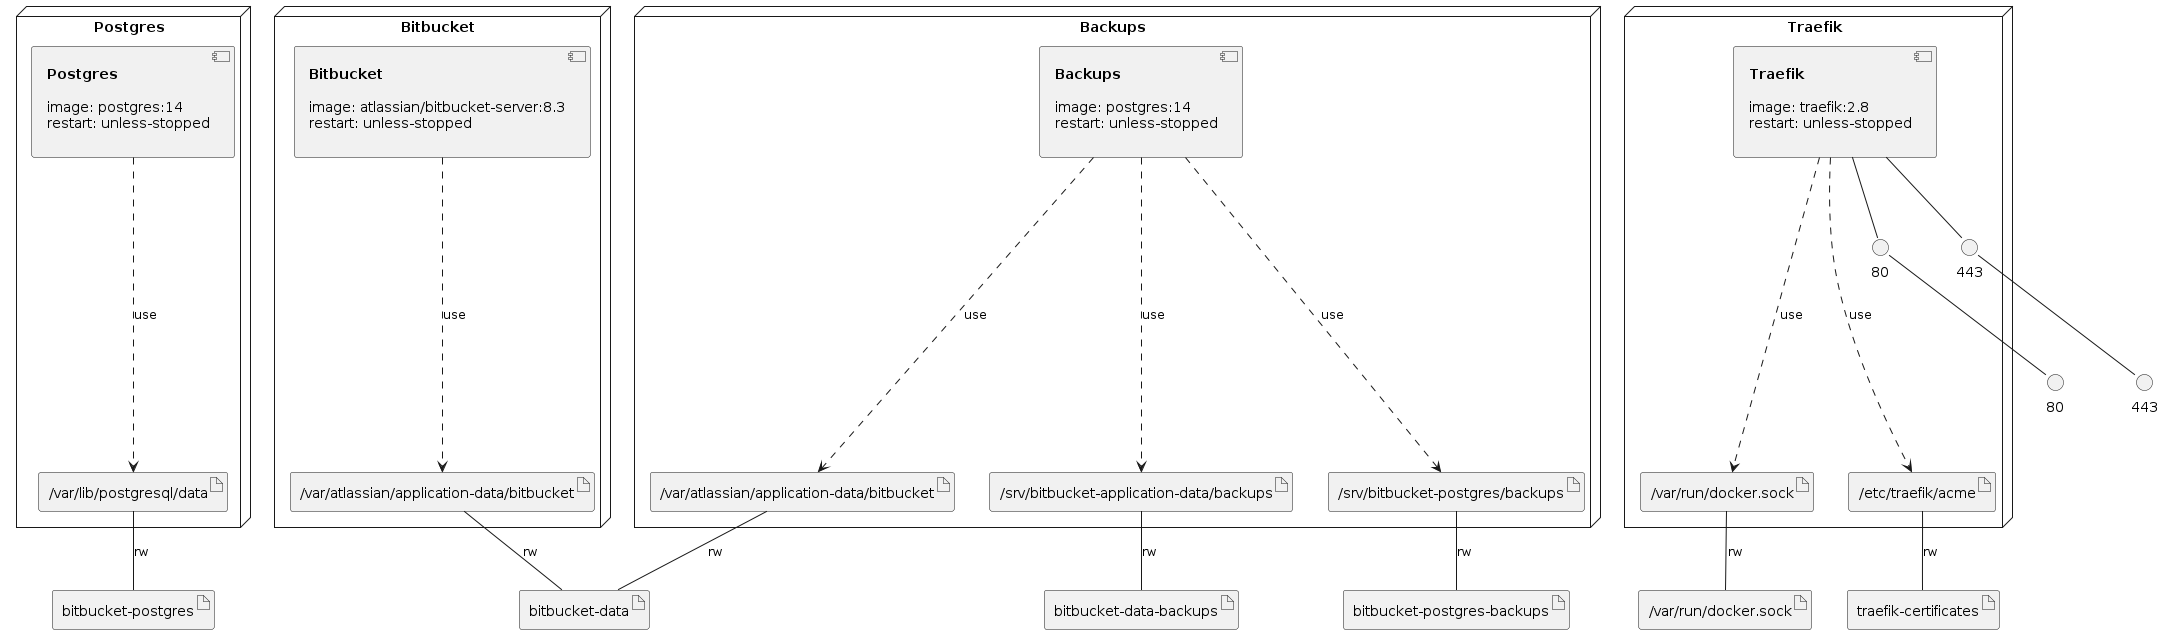 Postgres
Postgres
image: postgres:14
restart: unless-stopped
use
/var/lib/postgresql/data
rw
bitbucket-postgres
Bitbucket
Bitbucket
image: atlassian/bitbucket-server:8.3
restart: unless-stopped
use
/var/atlassian/application-data/bitbucket
rw
bitbucket-data
Backups
Backups
image: postgres:14
restart: unless-stopped
use
use
use
/var/atlassian/application-data/bitbucket
/srv/bitbucket-application-data/backups
/srv/bitbucket-postgres/backups
rw
rw
rw
bitbucket-data-backups
bitbucket-postgres-backups
Traefik
Traefik
image: traefik:2.8
restart: unless-stopped
80
443
use
use
80
443
/var/run/docker.sock
/etc/traefik/acme
rw
rw
/var/run/docker.sock
traefik-certificates